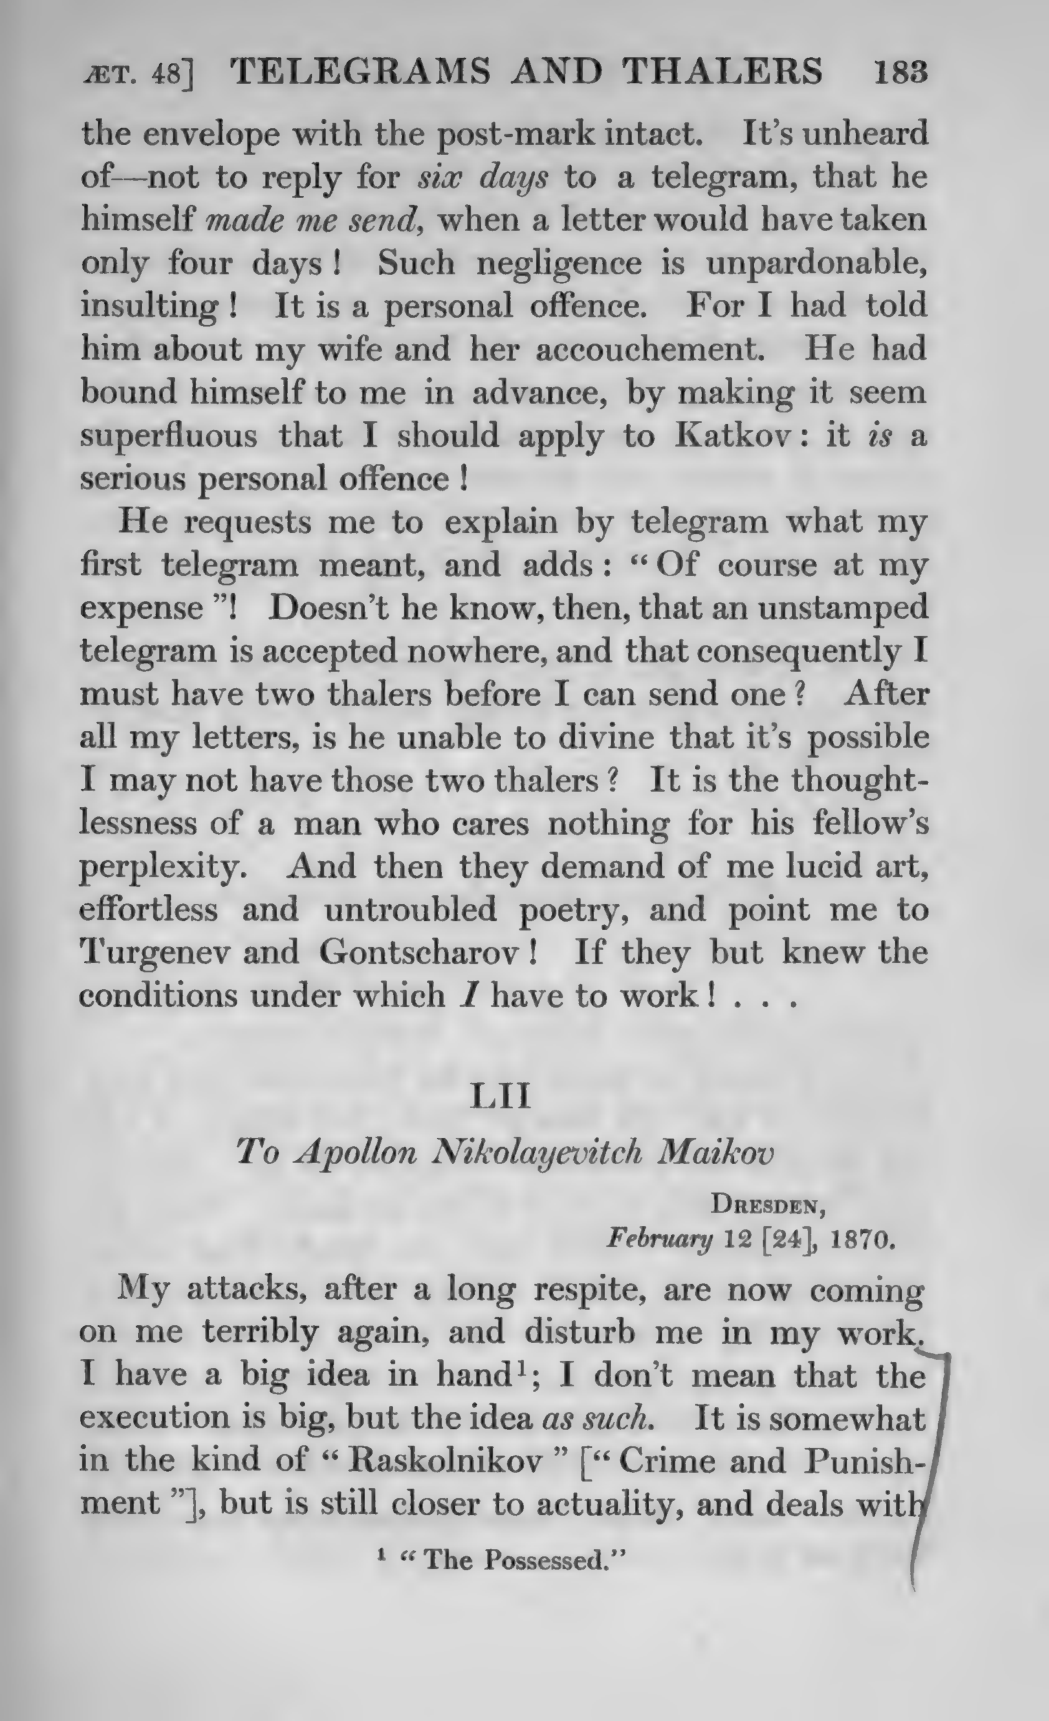 ÆT. 48] TELEGRAMS AND THALERS 183
the envelope with the post-mark intact. It's unheard
of—not to reply for six days to a telegram, that he
himself made me send, when a letter would have taken
only four days! Such negligence is unpardonable,
insulting! It is a personal offence. For I had told
him about my wife and her accouchement. He had
bound himself to me in advance, by making it seem
superfluous that I should apply to Katkov: it is a
serious personal offence!
He requests me to explain by telegram what my
first telegram meant, and adds: "Of course at my
expense"! Doesn't he know, then, that an unstamped
telegram is accepted nowhere, and that consequently I
must have two thalers before I can send one? After
all my letters, is he unable to divine that it's possible
I may not have those two thalers? It is the thought-
lessness of a man who cares nothing for his fellow's
perplexity. And then they demand of me lucid art,
effortless and untroubled poetry, and point me to
Turgenev and Gontscharov! If they but knew the
conditions under which I have to work! . . .
LII
To Apollon Nikolayevitch Maikov
DRESDEN,
February 12 [24], 1870.
My attacks, after a long respite, are now coming
on me terribly again, and disturb me in my work.
I have a big idea in hand¹; I don't mean that the
execution is big, but the idea as such. It is somewhat
in the kind of "Raskolnikov" ["Crime and Punish-
ment"], but is still closer to actuality, and deals with
¹ "The Possessed."